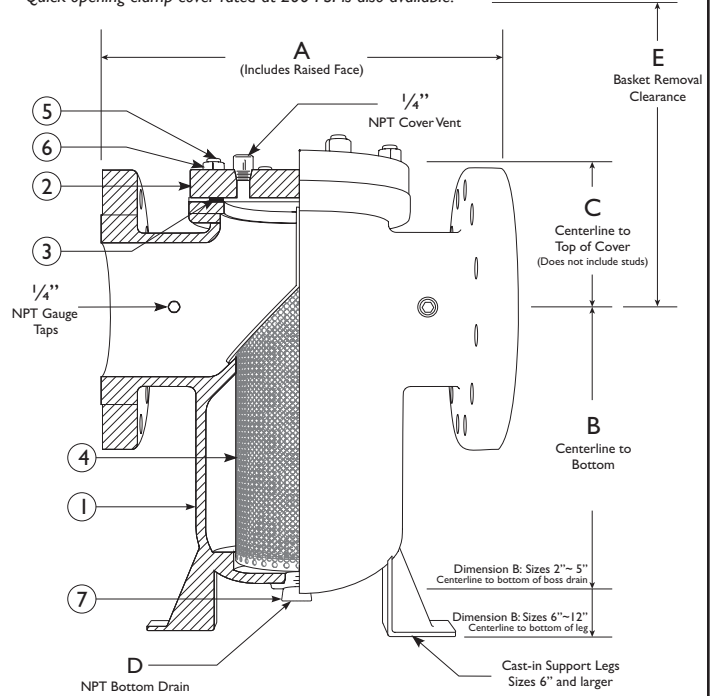 Quick opening clamp cover rated at 200 PSI is also available.
A
(Includes Raised Face)
E
Basket Removal
Clearance
1/4"
NPT Cover Vent
5
6
2
3
C
Centerline to
Top of Cover
(Does not include studs)
1/4"
NPT Gauge
Taps
B
Centerline to
Bottom
4
1
7
Dimension B: Sizes 2"~ 5"
Centerline to bottom of boss drain
Dimension B: Sizes 6"~12"
Centerline to bottom of leg
D
NPT Bottom Drain
Cast-in Support Legs
Sizes 6" and larger